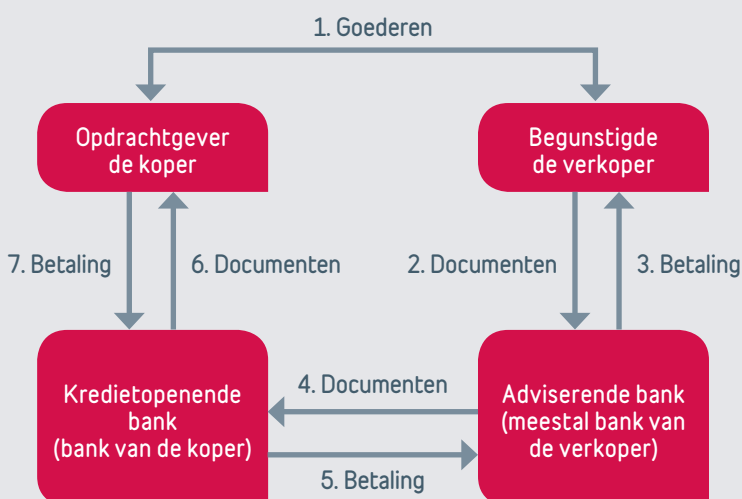 1. Goederen
Opdrachtgever
de koper
Begunstigde
de verkoper
7. Betaling
6. Documenten
2. Documenten
3. Betaling
Kredietopenende
bank
(bank van de koper)
4. Documenten
Adviserende bank
(meestal bank van
de verkoper)
5. Betaling